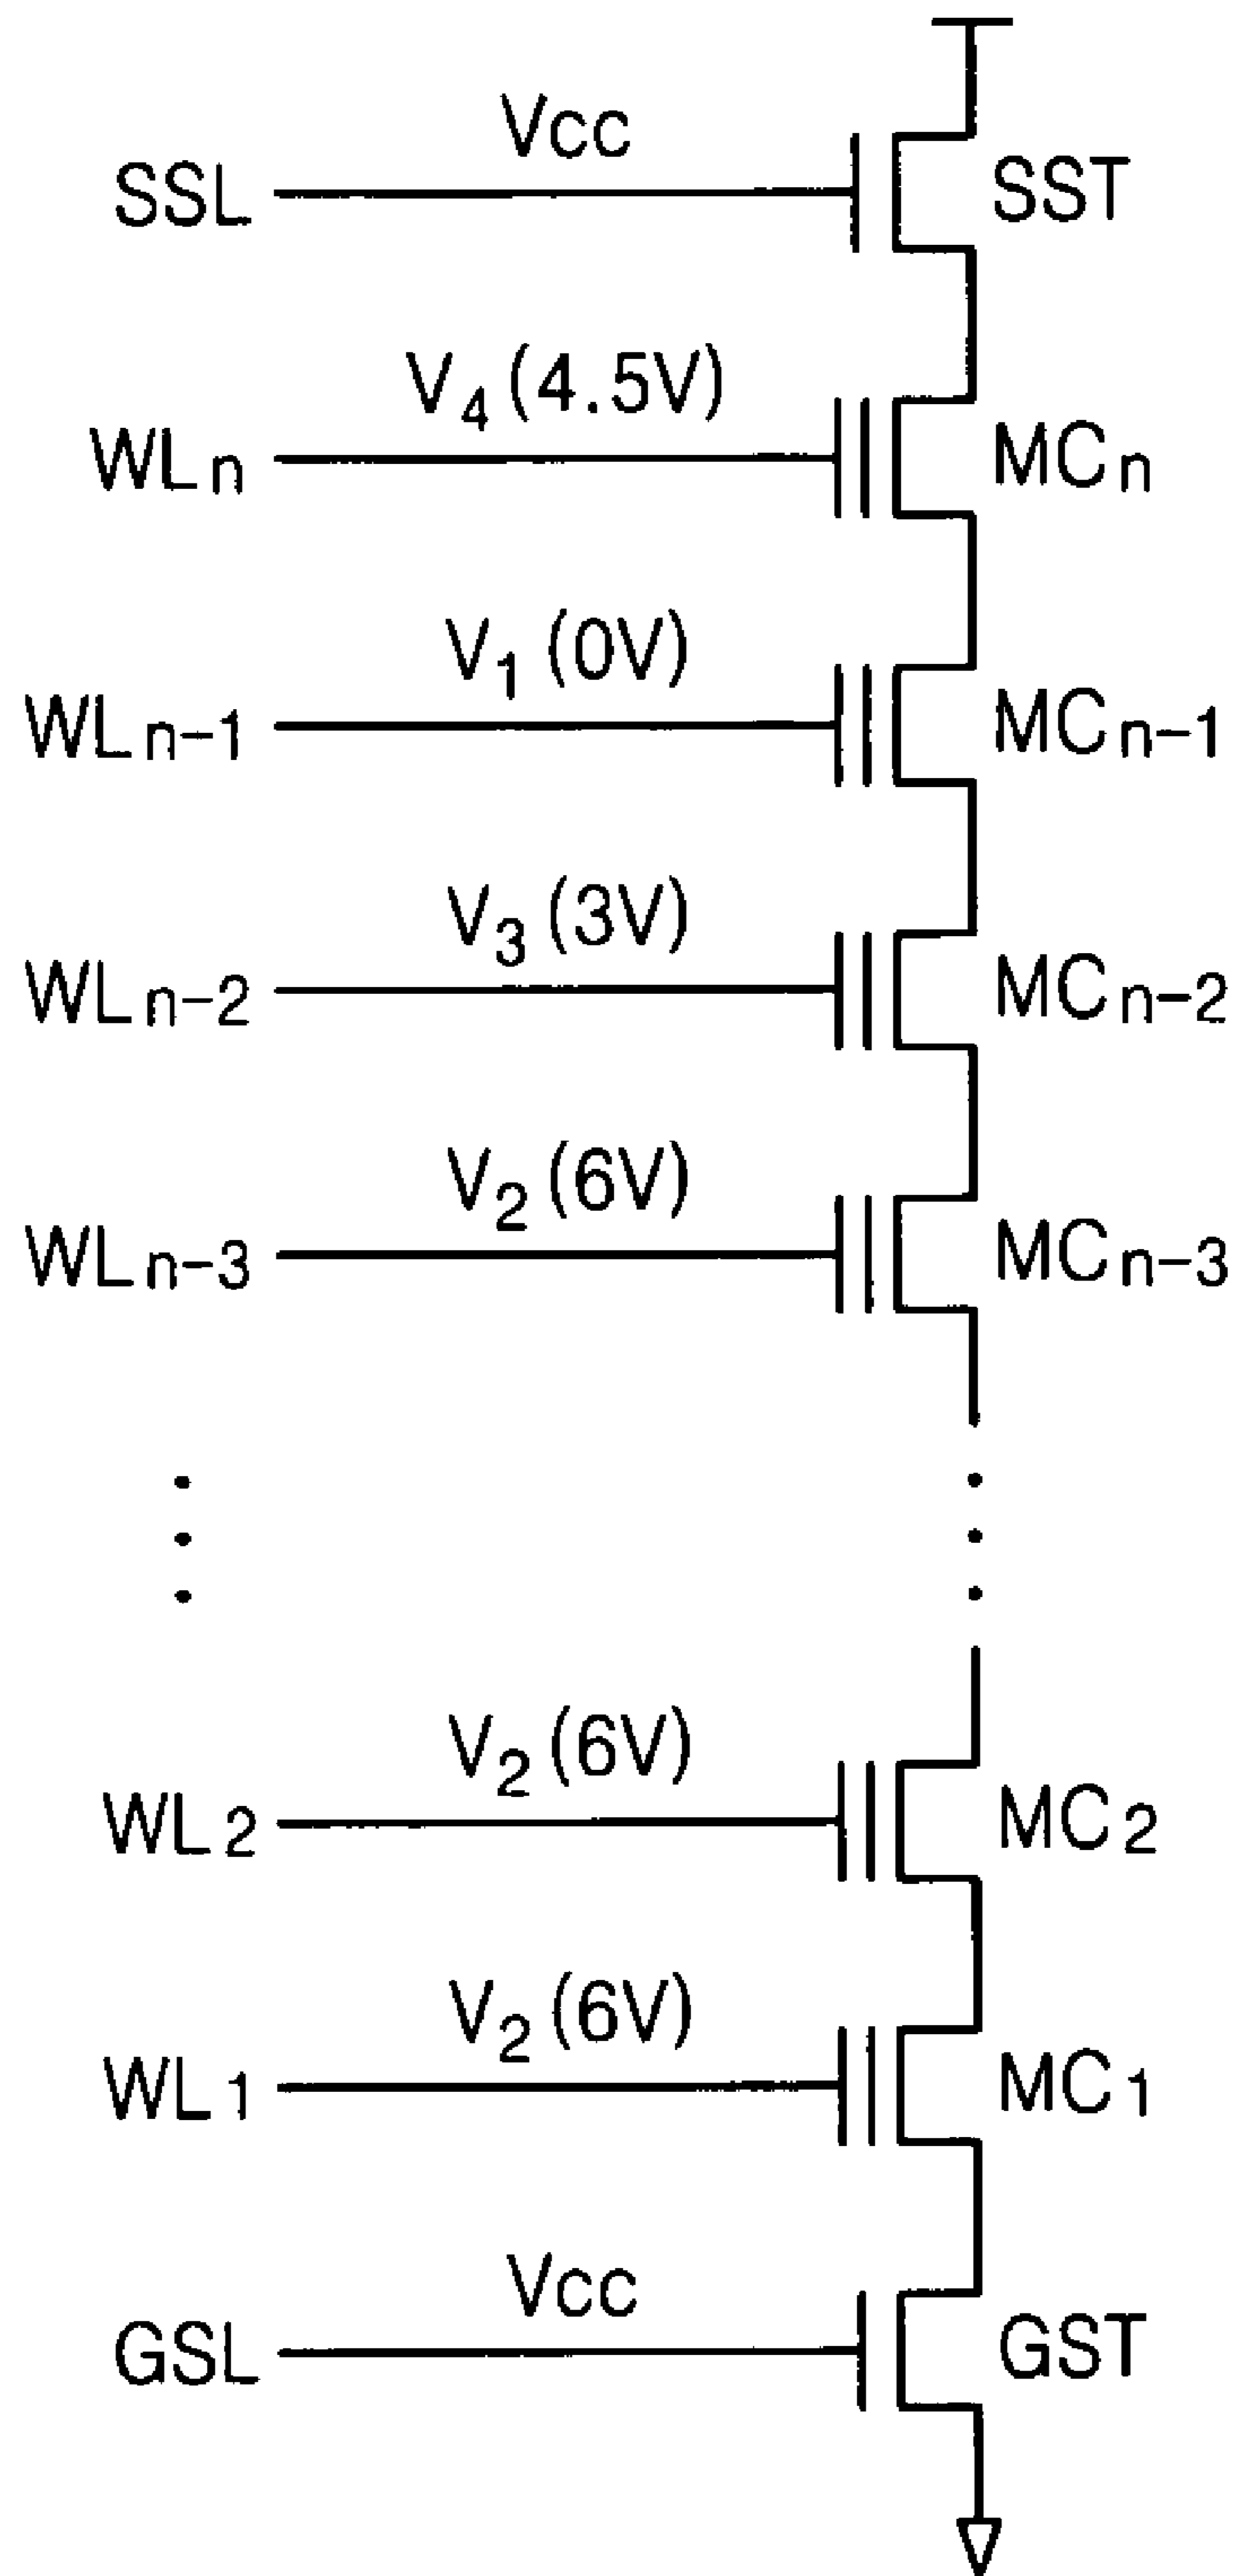 Vcc
SSL SST
V4 (4.5V)
WLn MCn
V1 (0V)
WLn-1 MCn-1
V3 (3V)
WLn-2 MCn-2
V2 (6V)
WLn-3 MCn-3
V2 (6V)
WL2 MC2
V2 (6V)
WL1 MC1
Vcc
GSL GST